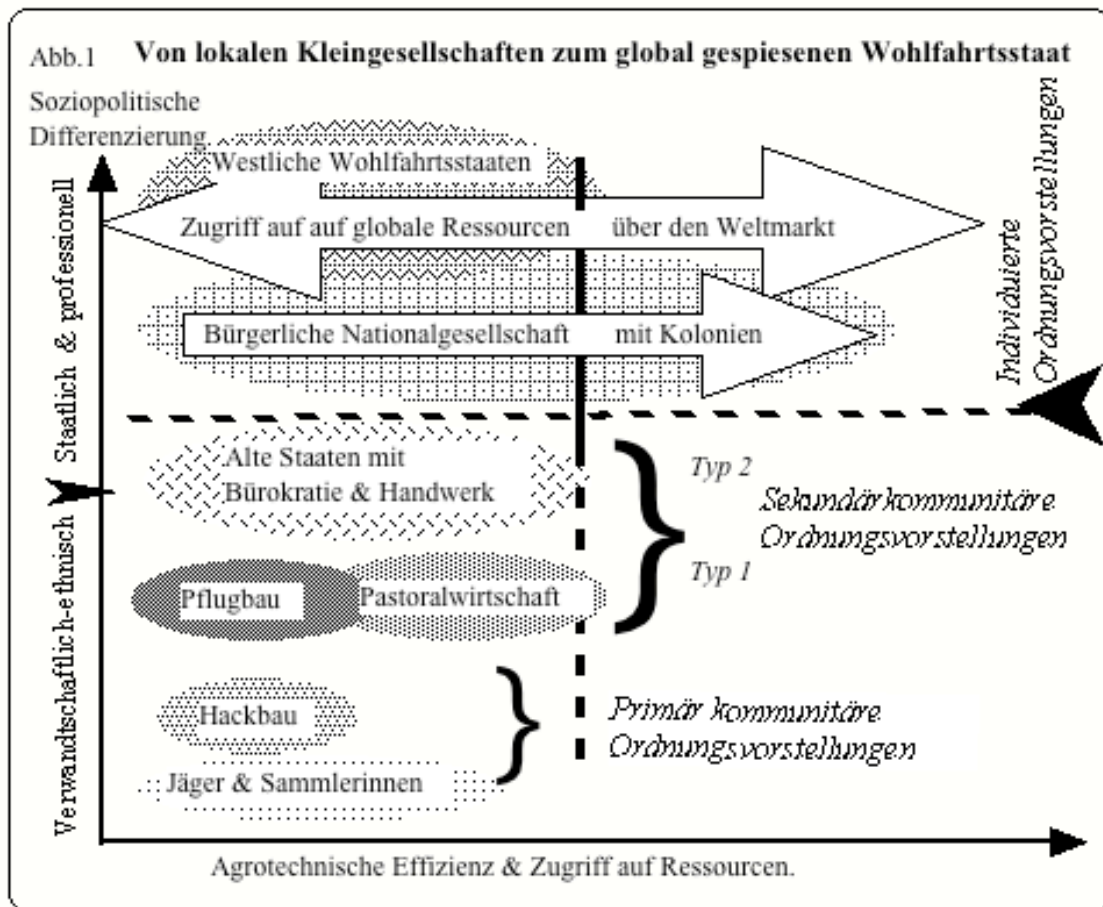 Abb.1 Von lokalen Kleingesellschaften zum global gespiesenen Wohlfahrtsstaat
Soziopolitische
Differenzierung
Westliche Wohlfahrtsstaaten
Zugriff auf auf globale Ressourcen über den Weltmarkt
Bürgerliche Nationalgesellschaft mit Kolonien
Individuierte
Ordnungsvorstellungen
Staatlich & professionell
Verwandtschaftlich-ethnisch
Alte Staaten mit
Bürokratie & Handwerk
Typ 2
Sekundärkommunitäre
Ordnungsvorstellungen
Typ 1
Pflugbau
Pastoralwirtschaft
Hackbau
Jäger & Sammlerinnen
Primär kommunitäre
Ordnungsvorstellungen
Agrotechnische Effizienz & Zugriff auf Ressourcen.